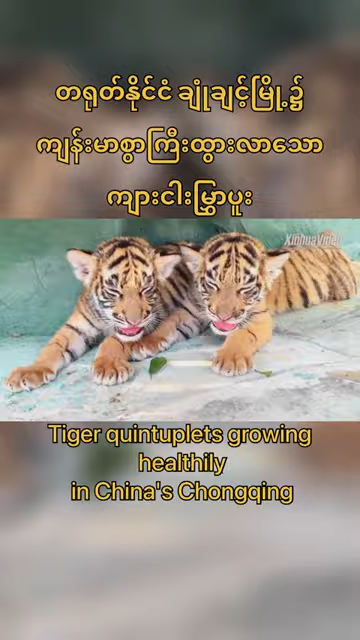 တရုတ်နိုင်ငံ ချုံချင့်မြို့၌
ကျန်းမာစွာကြီးထွားလာသော
ကျားငါးမြွှာပူး
XinhuaVideo
Tiger quintuplets growing
healthily
in China's Chongqing